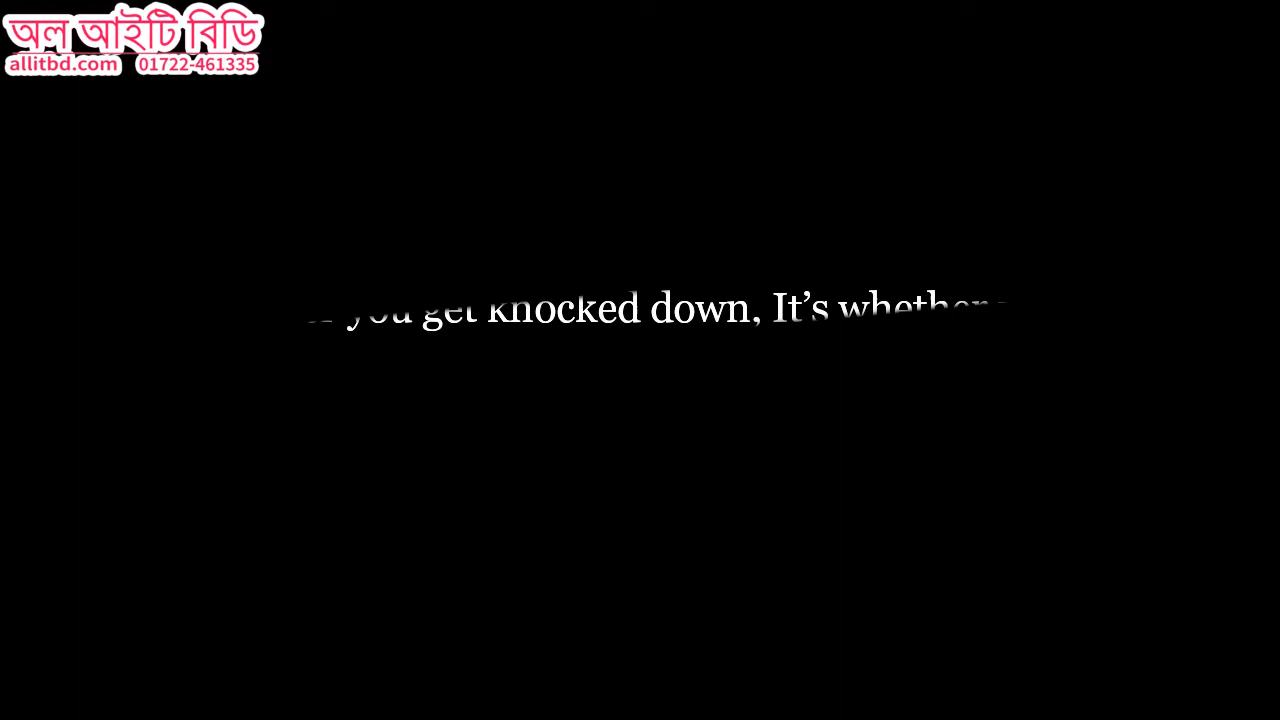 অল আইটি বিডি
allitbd.com 01722-461335
you get knocked down, It’s whether